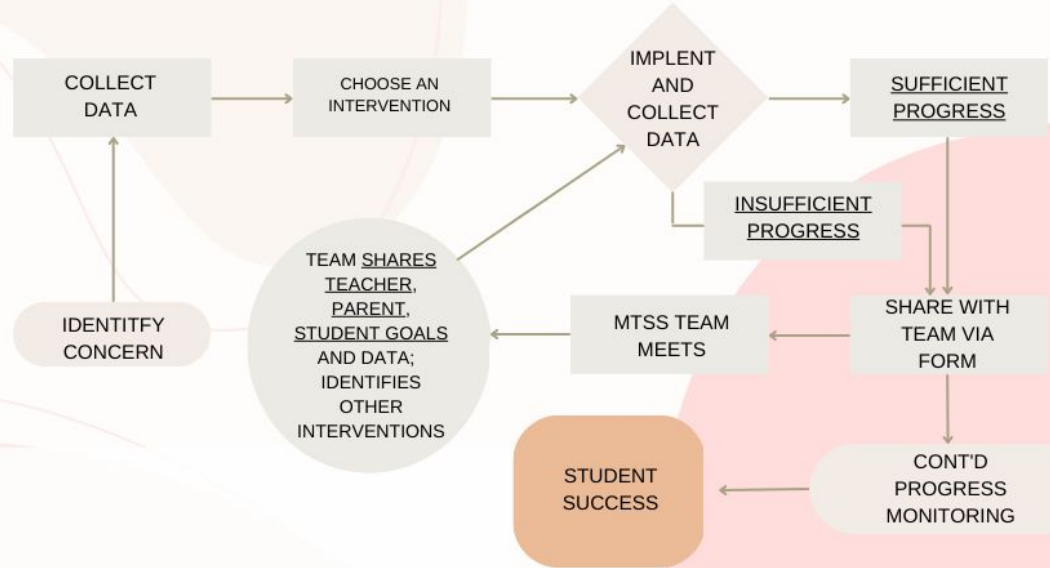 COLLECT
DATA
CHOOSE AN
INTERVENTION
IMPLENT
AND
COLLECT
DATA
SUFFICIENT
PROGRESS
INSUFFICIENT
PROGRESS
IDENTITFY
CONCERN
TEAM SHARES
TEACHER,
PARENT,
STUDENT GOALS
AND DATA;
IDENTIFIES
OTHER
INTERVENTIONS
MTSS TEAM
MEETS
SHARE WITH
TEAM VIA
FORM
STUDENT
SUCCESS
CONT'D
PROGRESS
MONITORING